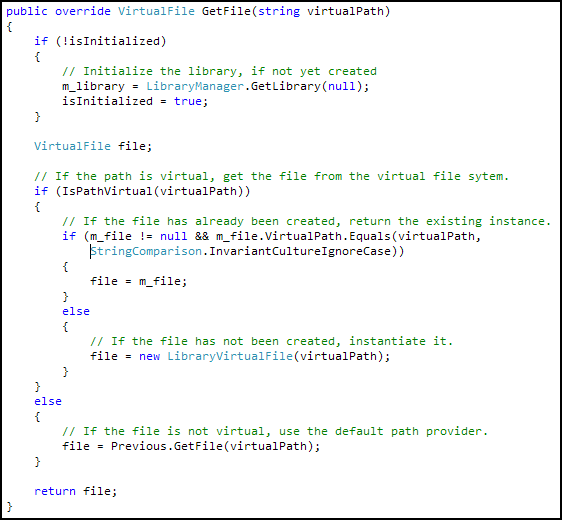 public override VirtualFile GetFile(string virtualPath)
{
    if (!isInitialized)
    {
        // Initialize the library, if not yet created
        m_library = LibraryManager.GetLibrary(null);
        isInitialized = true;
    }

    VirtualFile file;

    // If the path is virtual, get the file from the virtual file sytem.
    if (IsPathVirtual(virtualPath))
    {
        // If the file has already been created, return the existing instance.
        if (m_file != null && m_file.VirtualPath.Equals(virtualPath,
            StringComparison.InvariantCultureIgnoreCase))
        {
            file = m_file;
        }
        else
        {
            // If the file has not been created, instantiate it.
            file = new LibraryVirtualFile(virtualPath);
        }
    }
    else
    {
        // If the file is not virtual, use the default path provider.
        file = Previous.GetFile(virtualPath);
    }

    return file;
}